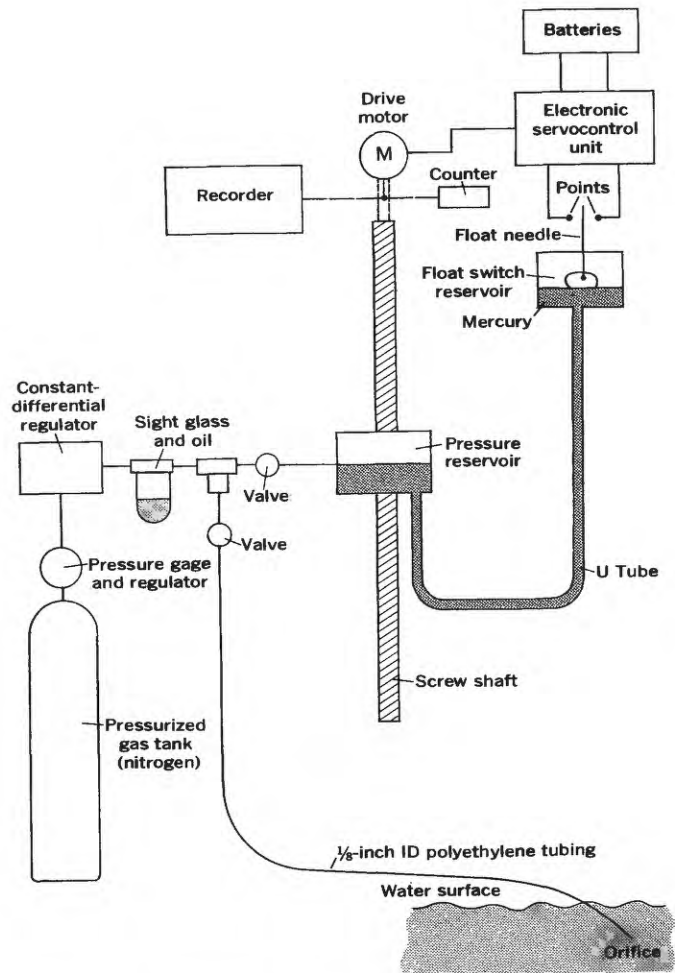 Batteries
Electronic
servocontrol
unit
Drive
motor
M
Recorder
Counter
Points
Float needle
Float switch
reservoir
Mercury
Constant-
differential
regulator
Sight glass
and oil
Pressure
reservoir
Valve
Valve
Pressure gage
and regulator
U Tube
Screw shaft
Pressurized
gas tank
(nitrogen)
⅛-inch ID polyethylene tubing
Water surface
Orifice